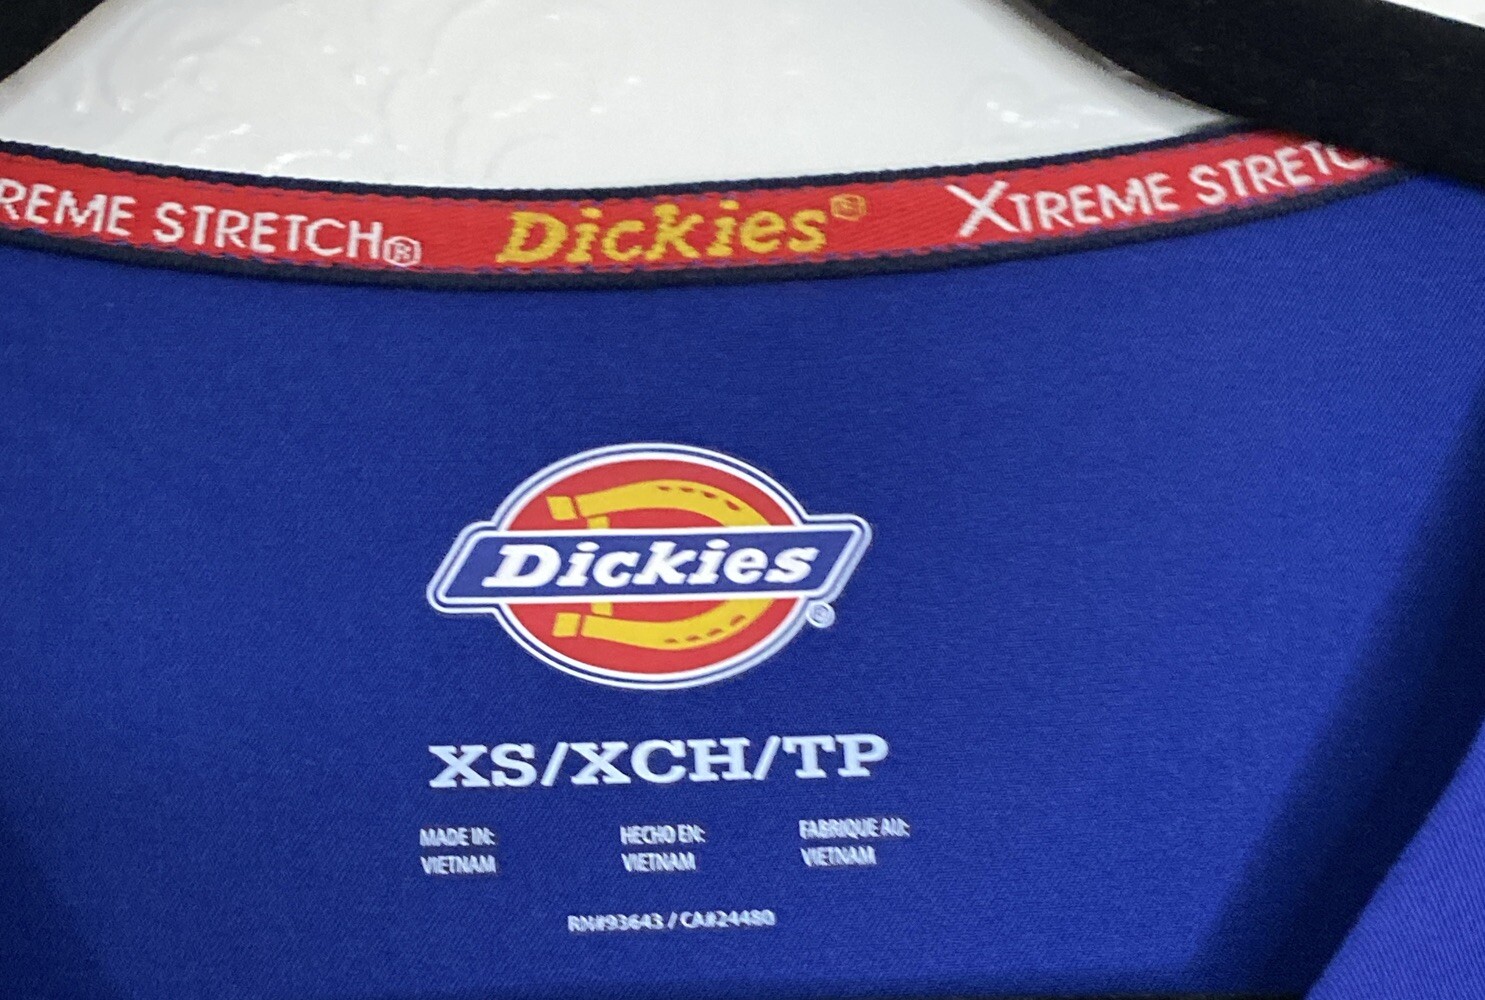 REME STRETCH® Dickies® XTREME STRETC
Dickies®
XS/XCH/TP
MADE IN: HECHO EN: FABRIQUE AU:
VIETNAM VIETNAM VIETNAM
RN#93643 / CA#24480